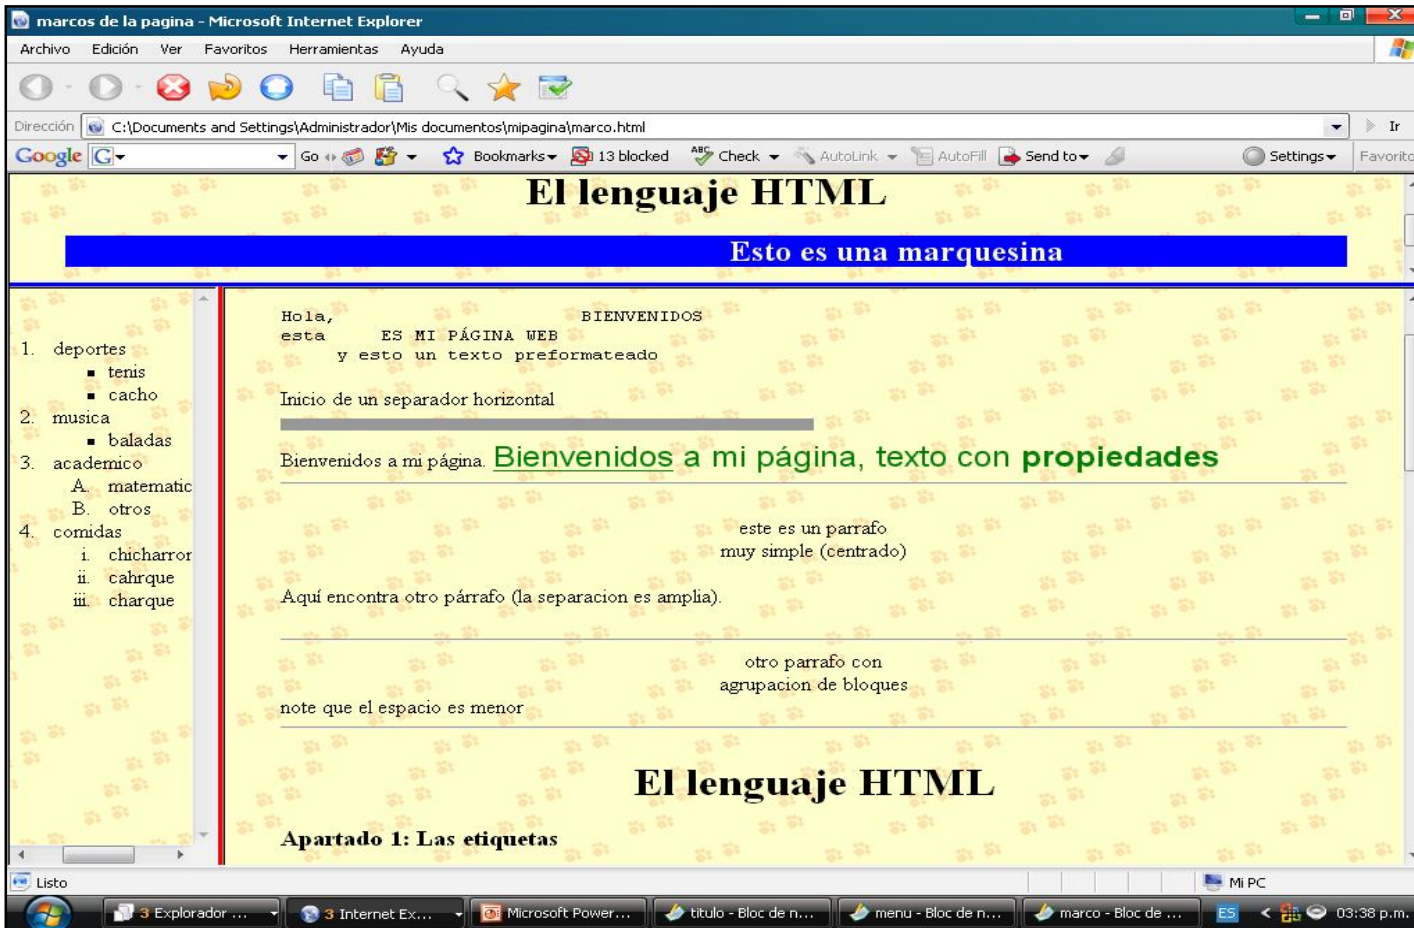 marcos de la pagina - Microsoft Internet Explorer
Archivo Edición Ver Favoritos Herramientas Ayuda
Dirección C:\Documents and Settings\Administrador\Mis documentos\mipagina\marco.html Ir
Google G Go Bookmarks 13 blocked ABC Check AutoLink AutoFill Send to Settings Favorito
El lenguaje HTML
Esto es una marquesina
1. deportes
tenis
cacho
2. musica
baladas
3. academico
A. matematic
B. otros
4. comidas
i. chicharror
ii. cahrque
iii. charque
Hola, BIENVENIDOS
esta ES MI PÁGINA WEB
y esto un texto preformateado
Inicio de un separador horizontal
Bienvenidos a mi página. Bienvenidos a mi página, texto con propiedades
este es un parrafo
muy simple (centrado)
Aquí encontra otro párrafo (la separacion es amplia).
otro parrafo con
agrupacion de bloques
note que el espacio es menor
El lenguaje HTML
Apartado 1: Las etiquetas
Listo Mi PC
3 Explorador ... 3 Internet Ex... Microsoft Power... titulo - Bloc de n... menu - Bloc de n... marco - Bloc de ... ES < 03:38 p.m.